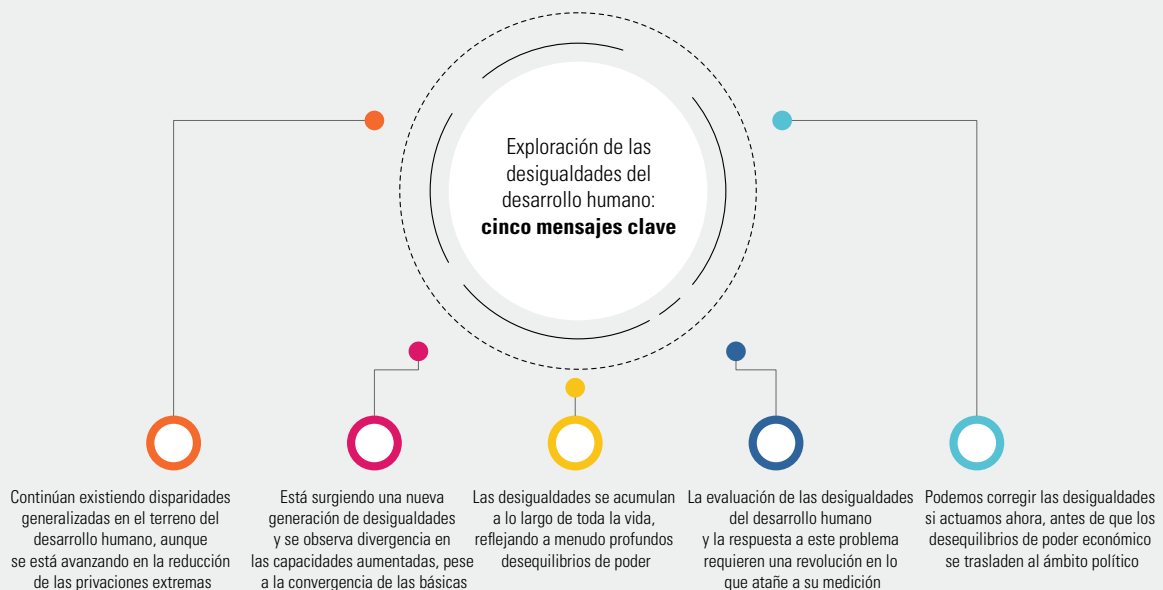 Exploración de las
desigualdades del
desarrollo humano:
cinco mensajes clave
Continúan existiendo disparidades
generalizadas en el terreno del
desarrollo humano, aunque
se está avanzando en la reducción
de las privaciones extremas
Está surgiendo una nueva
generación de desigualdades
y se observa divergencia en
las capacidades aumentadas, pese
a la convergencia de las básicas
Las desigualdades se acumulan
a lo largo de toda la vida,
reflejando a menudo profundos
desequilibrios de poder
La evaluación de las desigualdades
del desarrollo humano
y la respuesta a este problema
requieren una revolución en lo
que atañe a su medición
Podemos corregir las desigualdades
si actuamos ahora, antes de que los
desequilibrios de poder económico
se trasladen al ámbito político